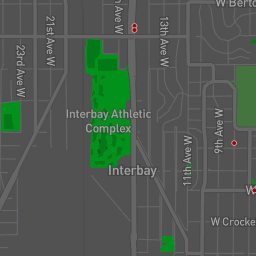 W Berto
21st Ave W
Ave W
13th Ave W
23rd Ave W
Interbay Athletic
Complex
9th Ave W
11th Ave W
Interbay
W
W Crocke